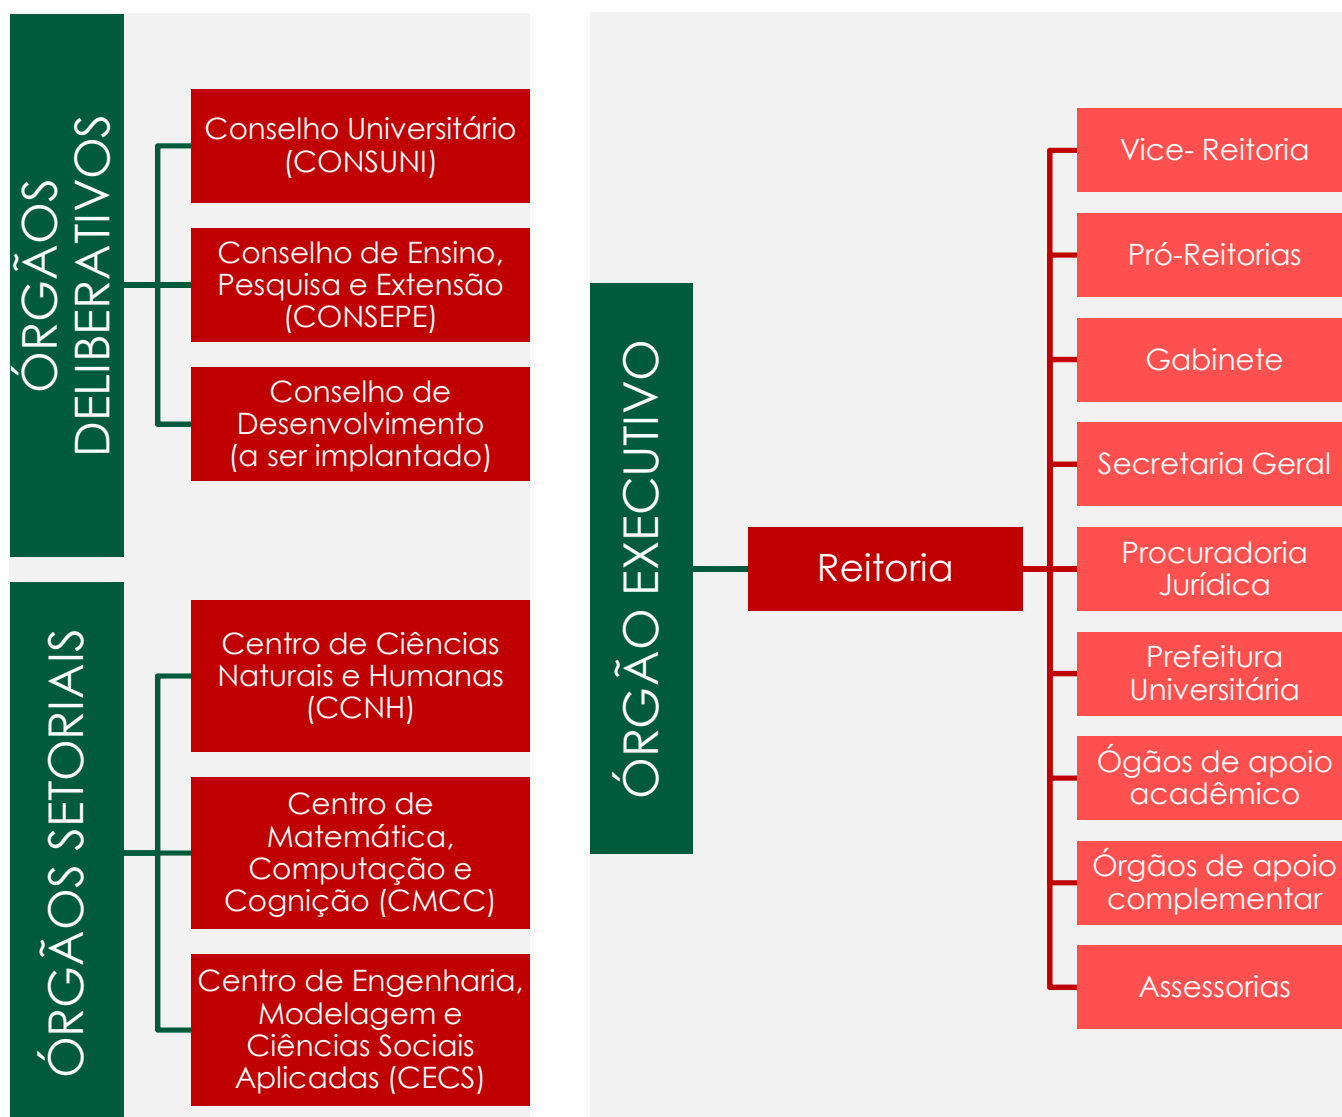 ÓRGÃOS
DELIBERATIVOS
Conselho Universitário
(CONSUNI)
Conselho de Ensino,
Pesquisa e Extensão
(CONSEPE)
Conselho de
Desenvolvimento
(a ser implantado)
ÓRGÃOS SETORIAIS
Centro de Ciências
Naturais e Humanas
(CCNH)
Centro de
Matemática,
Computação e
Cognição (CMCC)
Centro de Engenharia,
Modelagem e
Ciências Sociais
Aplicadas (CECS)
ÓRGÃO EXECUTIVO
Reitoria
Vice- Reitoria
Pró-Reitorias
Gabinete
Secretaria Geral
Procuradoria
Jurídica
Prefeitura
Universitária
Ógãos de apoio
acadêmico
Órgãos de apoio
complementar
Assessorias